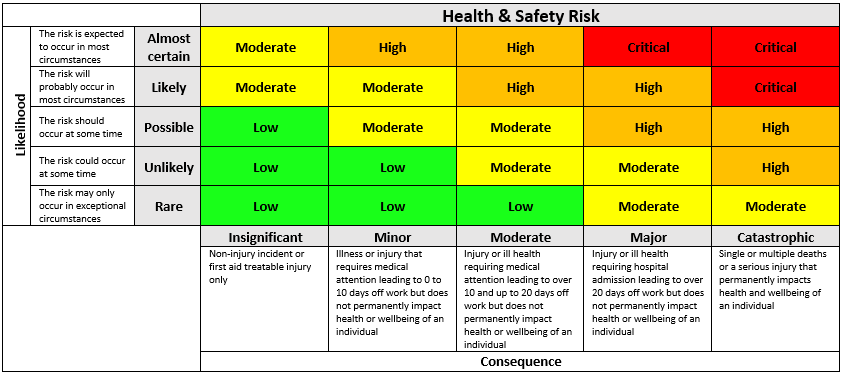 Health & Safety Risk
Likelihood
The risk is expected
to occur in most
circumstances
Almost
certain
Moderate
High
High
Critical
Critical
The risk will
probably occur in
most circumstances
Likely
Moderate
Moderate
High
High
Critical
The risk should
occur at some time
Possible
Low
Moderate
Moderate
High
High
The risk could occur
at some time
Unlikely
Low
Low
Moderate
Moderate
High
The risk may only
occur in exceptional
circumstances
Rare
Low
Low
Low
Moderate
Moderate
Insignificant
Minor
Moderate
Major
Catastrophic
Non-injury incident or
first aid treatable injury
only
Illness or injury that
requires medical
attention leading to 0 to
10 days off work but does
not permanently impact
health or wellbeing of an
individual
Injury or ill health
requiring medical
attention leading to over
10 and up to 20 days off
work but does not
permanently impact
health or wellbeing of an
individual
Injury or ill health
requiring hospital
admission leading to over
20 days off work but does
not permanently impact
health or wellbeing of an
individual
Single or multiple deaths
or a serious injury that
permanently impacts
health and wellbeing of an
individual
Consequence